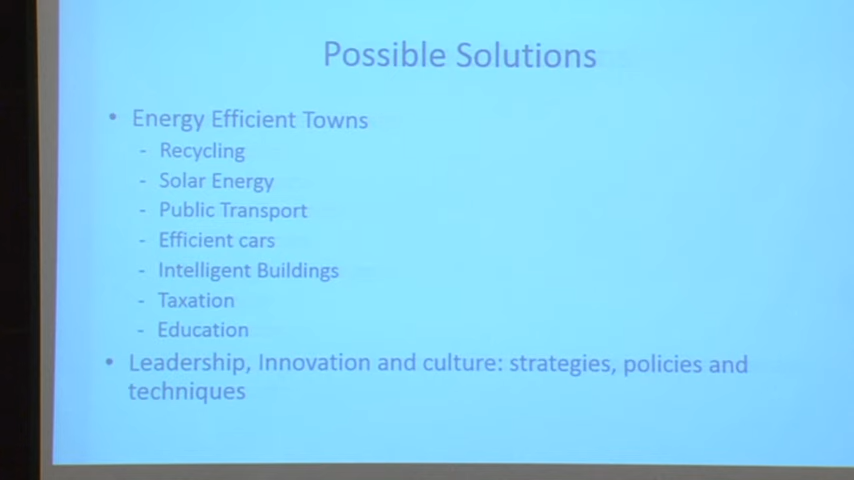 Possible Solutions
• Energy Efficient Towns
- Recycling
- Solar Energy
- Public Transport
- Efficient cars
- Intelligent Buildings
- Taxation
- Education
• Leadership, Innovation and culture: strategies, policies and
techniques